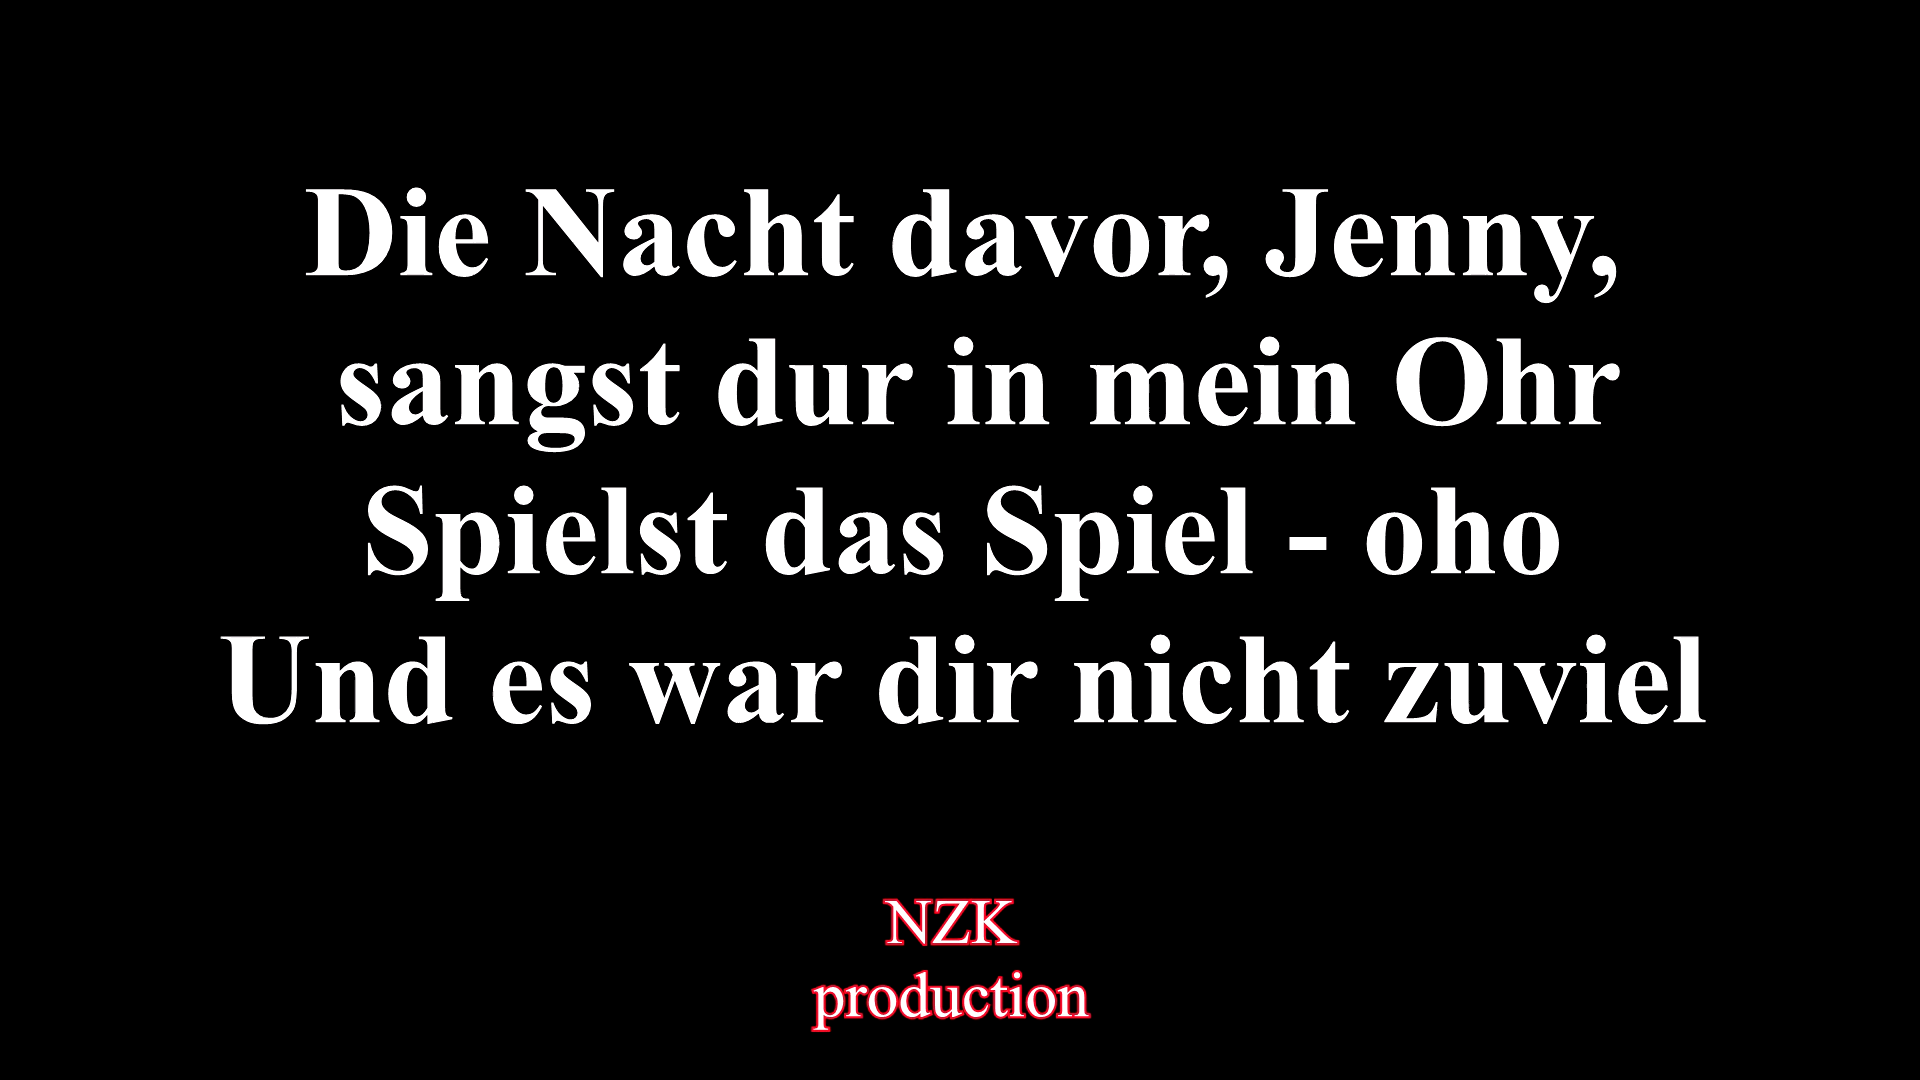 Die Nacht davor, Jenny,
sangst dur in mein Ohr
Spielst das Spiel - oho
Und es war dir nicht zuviel
NZK
production